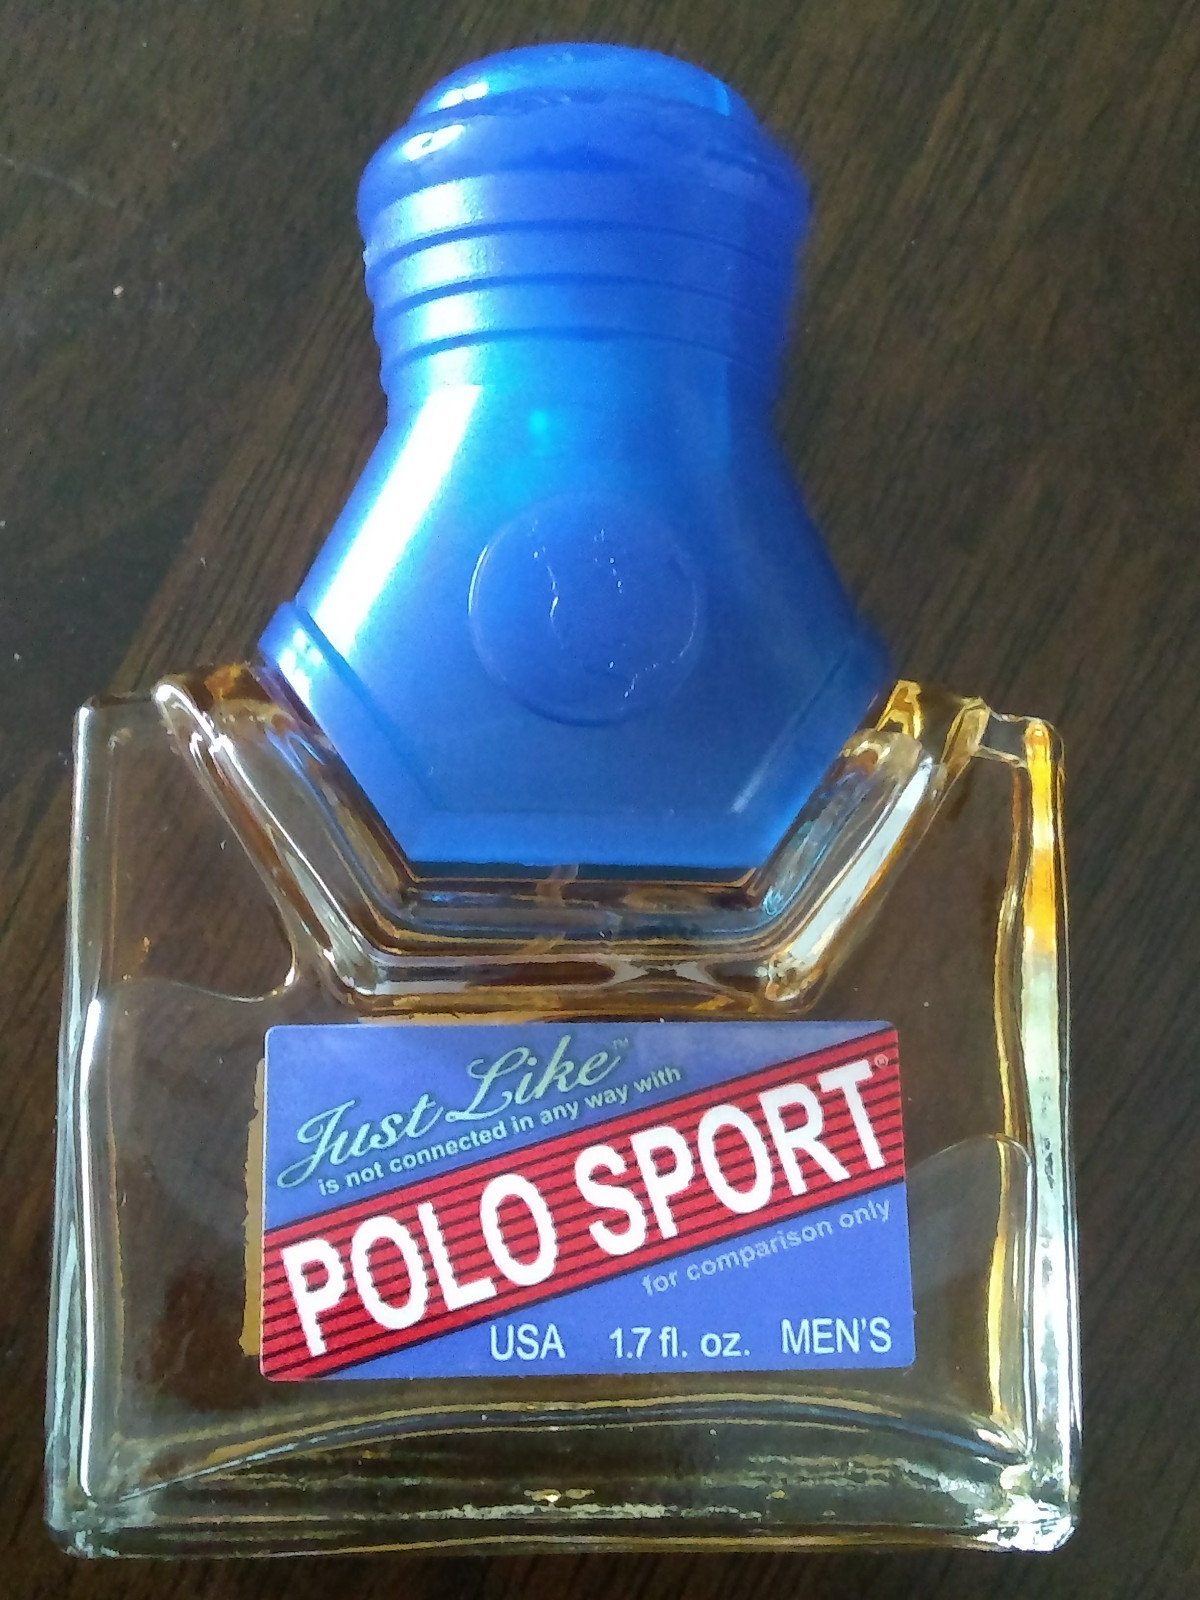 Just Like™
is not connected in any way with
POLO SPORT®
for comparison only
USA 1.7 fl. oz. MEN'S